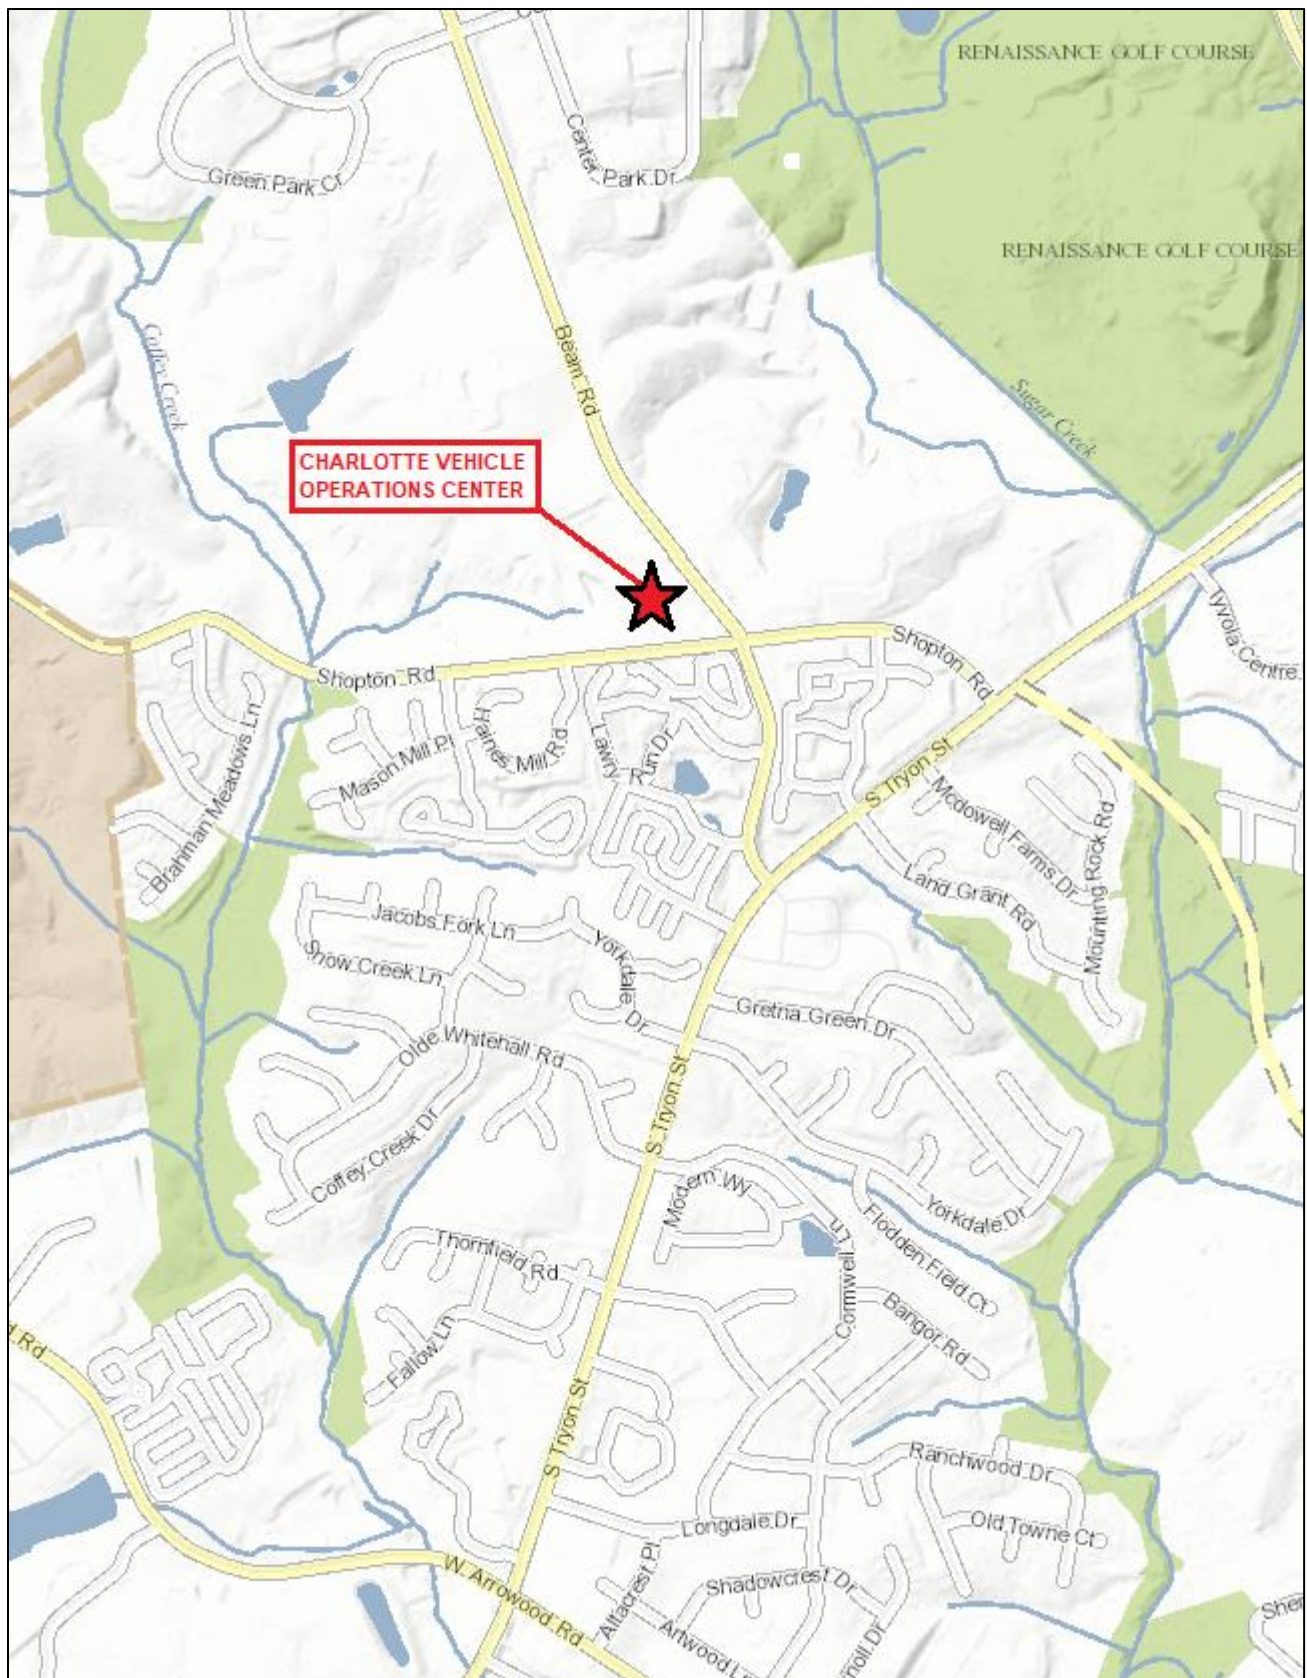 RENAISSANCE GOLF COURSE
Center Park Dr
Green Park Cr
RENAISSANCE GOLF COURSE
Coffey Creek
Beam Rd
Sugar Creek
CHARLOTTE VEHICLE
OPERATIONS CENTER
Tyvola Centre
Shopton Rd
Shopton Rd
Brahman Meadows Ln
Mason Mill Pl
Haines Mill Rd
Lawry Run Dr
S Tryon St
Mcdowell Farms Dr
Mounting Rock Rd
Land Grant Rd
Jacobs Fork Ln
Snow Creek Ln
Yorkdale Dr
Gretna Green Dr
Olde Whitehall Rd
S Tryon St
Coffey Creek Dr
Modern Wy
Yorkdale Dr
Flodden Field Ct
Thornfield Rd
Cornwell Ln
Bangor Rd
Rd
Fallow Ln
S Tryon St
Ranchwood Dr
Longdale Dr
Old Towne Ct
W Arrowood Rd
Altacrest Pl
Shadowcrest Dr
Artwood Ln